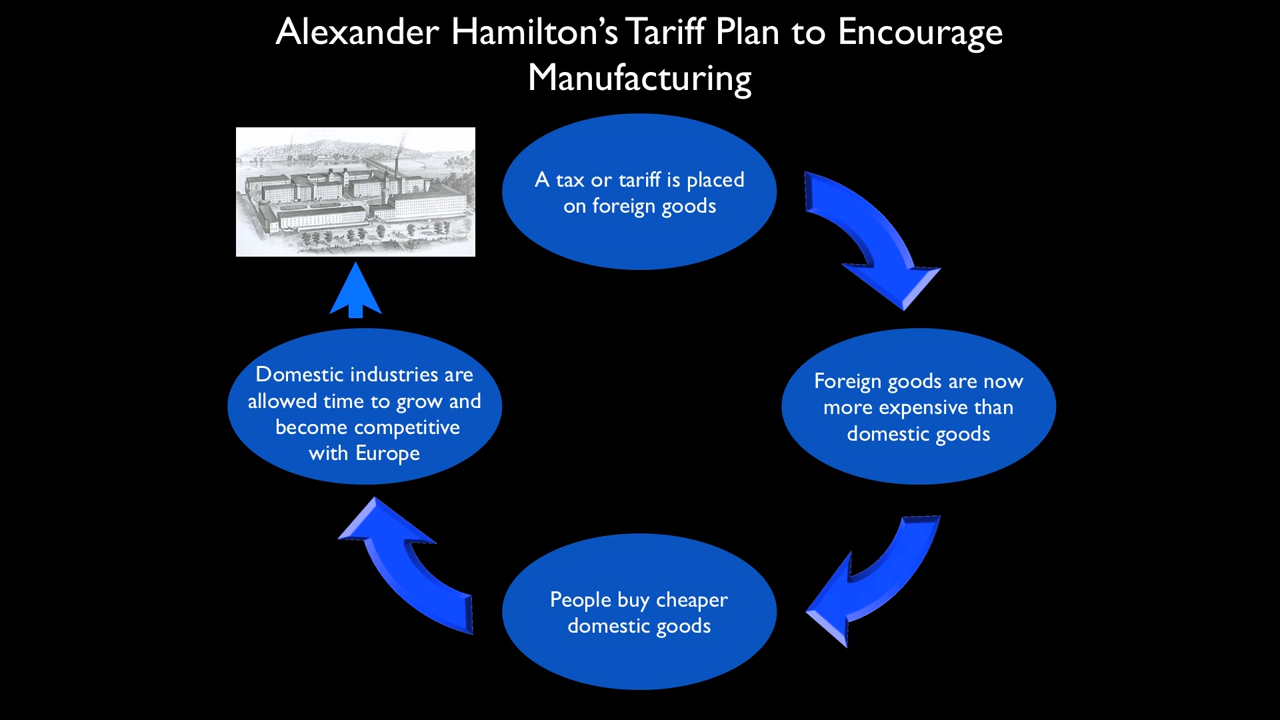 Alexander Hamilton's Tariff Plan to Encourage
Manufacturing
A tax or tariff is placed
on foreign goods
Foreign goods are now
more expensive than
domestic goods
People buy cheaper
domestic goods
Domestic industries are
allowed time to grow and
become competitive
with Europe